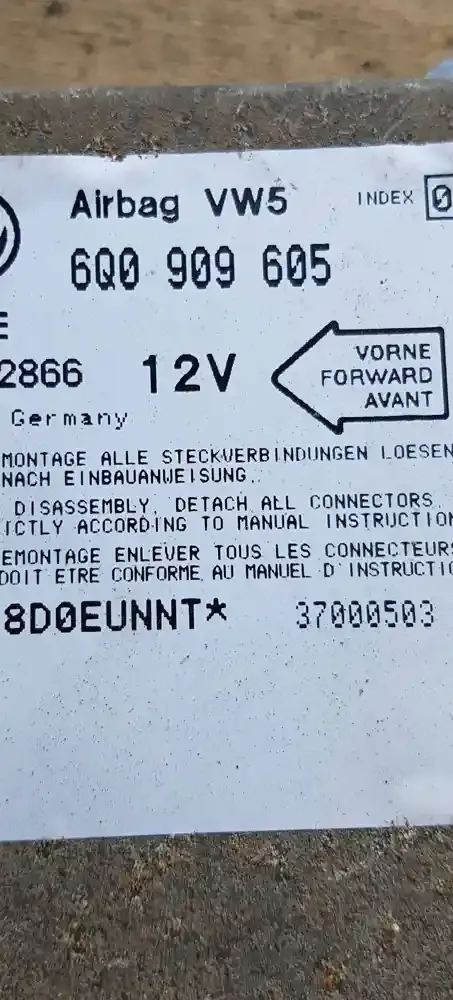 Airbag VW5
INDEX 0
6Q0 909 605
E
2866 12V
VORNE
FORWARD
AVANT
Germany
MONTAGE ALLE STECKVERBINDUNGEN LOESEN
NACH EINBAUANWEISUNG.
DISASSEMBLY, DETACH ALL CONNECTORS.
ICTLY ACCORDING TO MANUAL INSTRUCTION
EMONTAGE ENLEVER TOUS LES CONNECTEURS
DOIT ETRE CONFORME AU MANUEL D'INSTRUCTIO
8D0EUNNT* 37000503